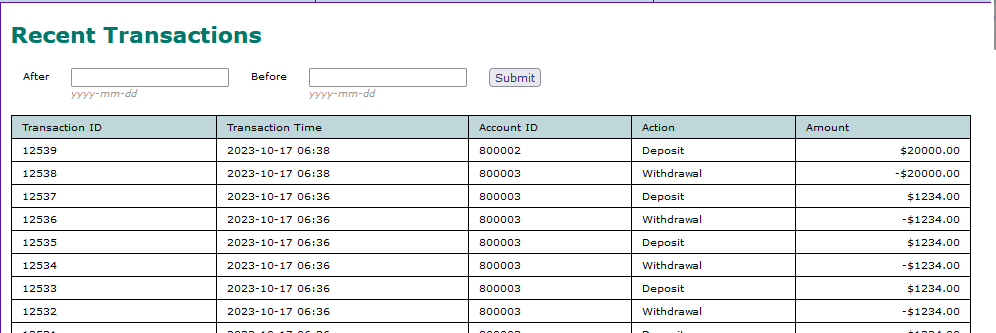 Recent Transactions
After Before Submit
yyyy-mm-dd yyyy-mm-dd
Transaction ID Transaction Time Account ID Action Amount
12539 2023-10-17 06:38 800002 Deposit $20000.00
12538 2023-10-17 06:38 800003 Withdrawal -$20000.00
12537 2023-10-17 06:36 800003 Deposit $1234.00
12536 2023-10-17 06:36 800003 Withdrawal -$1234.00
12535 2023-10-17 06:36 800003 Deposit $1234.00
12534 2023-10-17 06:36 800003 Withdrawal -$1234.00
12533 2023-10-17 06:36 800003 Deposit $1234.00
12532 2023-10-17 06:36 800003 Withdrawal -$1234.00